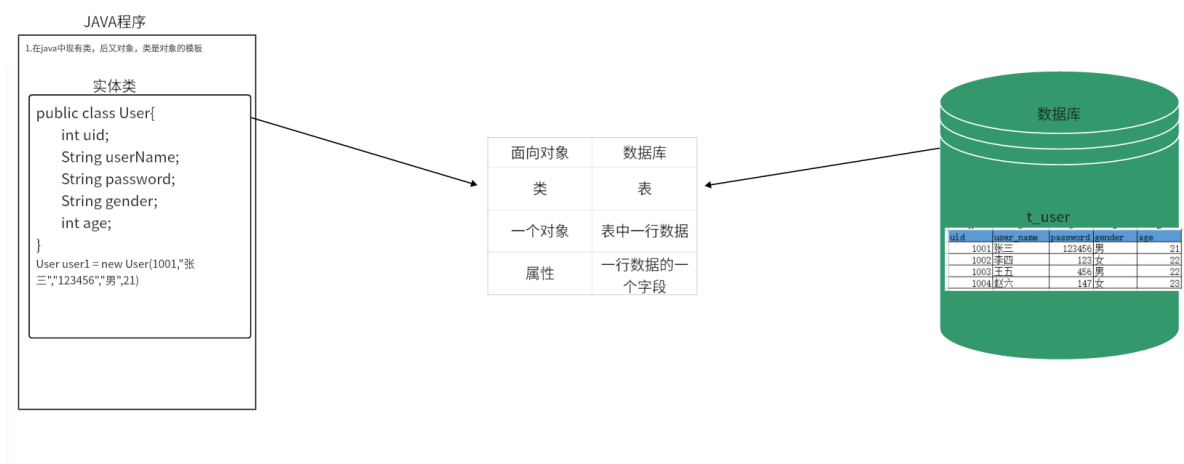 JAVA程序
1.在java中现有类，后又对象，类是对象的模板
实体类
public class User{
int uid;
String userName;
String password;
String gender;
int age;
}
User user1 = new User(1001,"张
三","123456","男",21)
面向对象 数据库
类 表
一个对象 表中一行数据
属性 一行数据的一
个字段
数据库
t_user
uid user_name password gender age
1001 张三 123456 男 21
1002 李四 123 女 22
1003 王五 456 男 22
1004 赵六 147 女 23